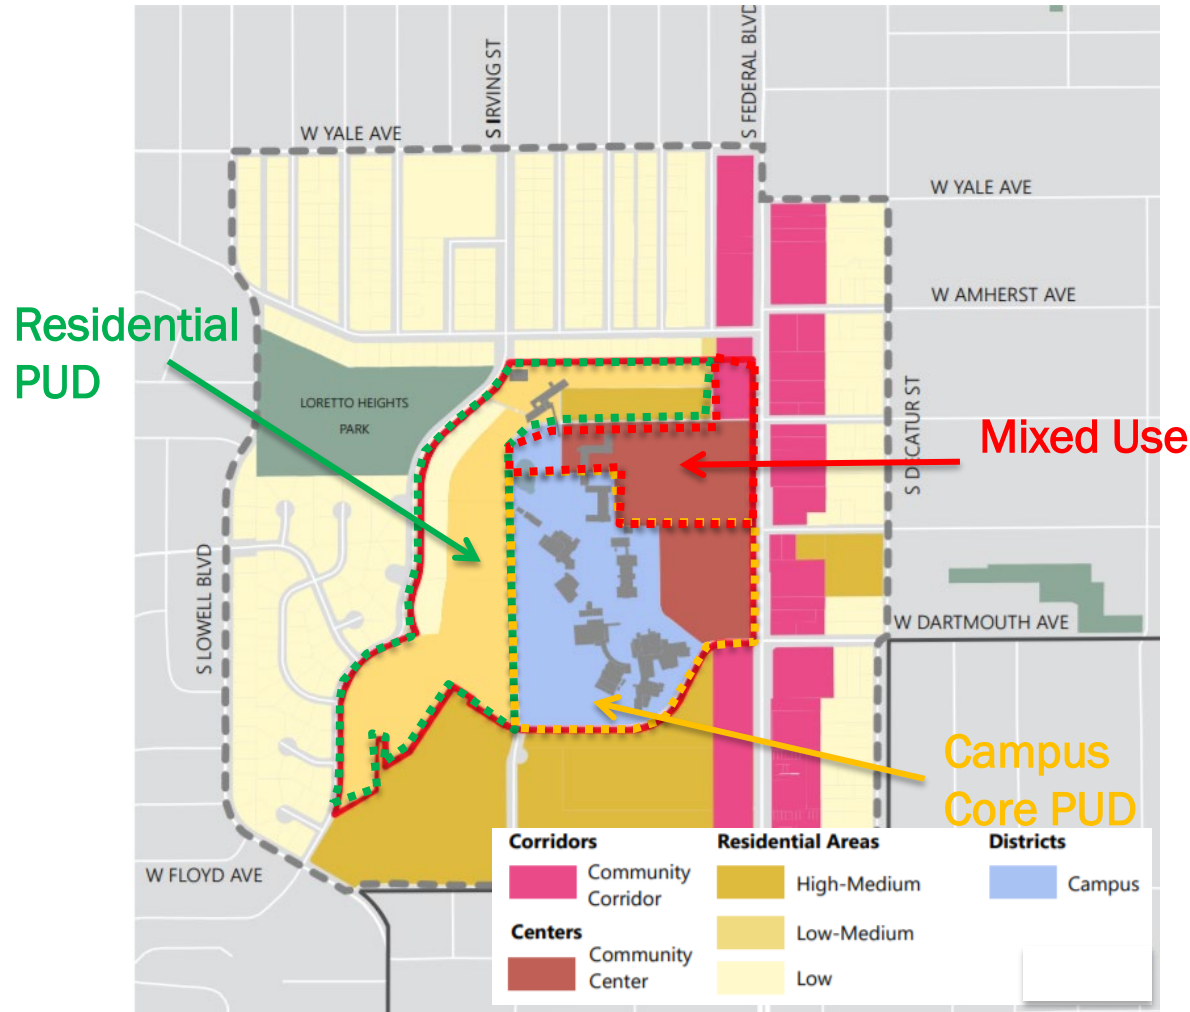 S IRVING ST
S FEDERAL BLVD
W YALE AVE
W YALE AVE
W AMHERST AVE
Residential
PUD
LORETTO HEIGHTS
PARK
S DECATUR ST
Mixed Use
S LOWELL BLVD
W DARTMOUTH AVE
Campus
Core PUD
W FLOYD AVE
Corridors
Community
Corridor
Centers
Community
Center
Residential Areas
High-Medium
Low-Medium
Low
Districts
Campus